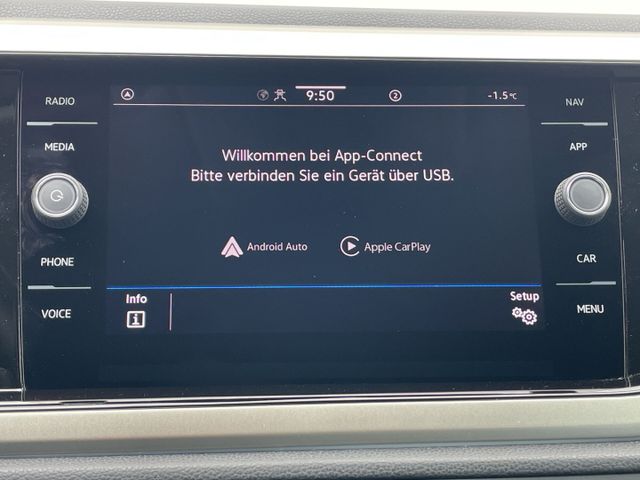 RADIO
MEDIA
PHONE
VOICE
9:50
2
-1.5°C
Willkommen bei App-Connect
Bitte verbinden Sie ein Gerät über USB.
Android Auto
Apple CarPlay
Info
Setup
NAV
APP
CAR
MENU